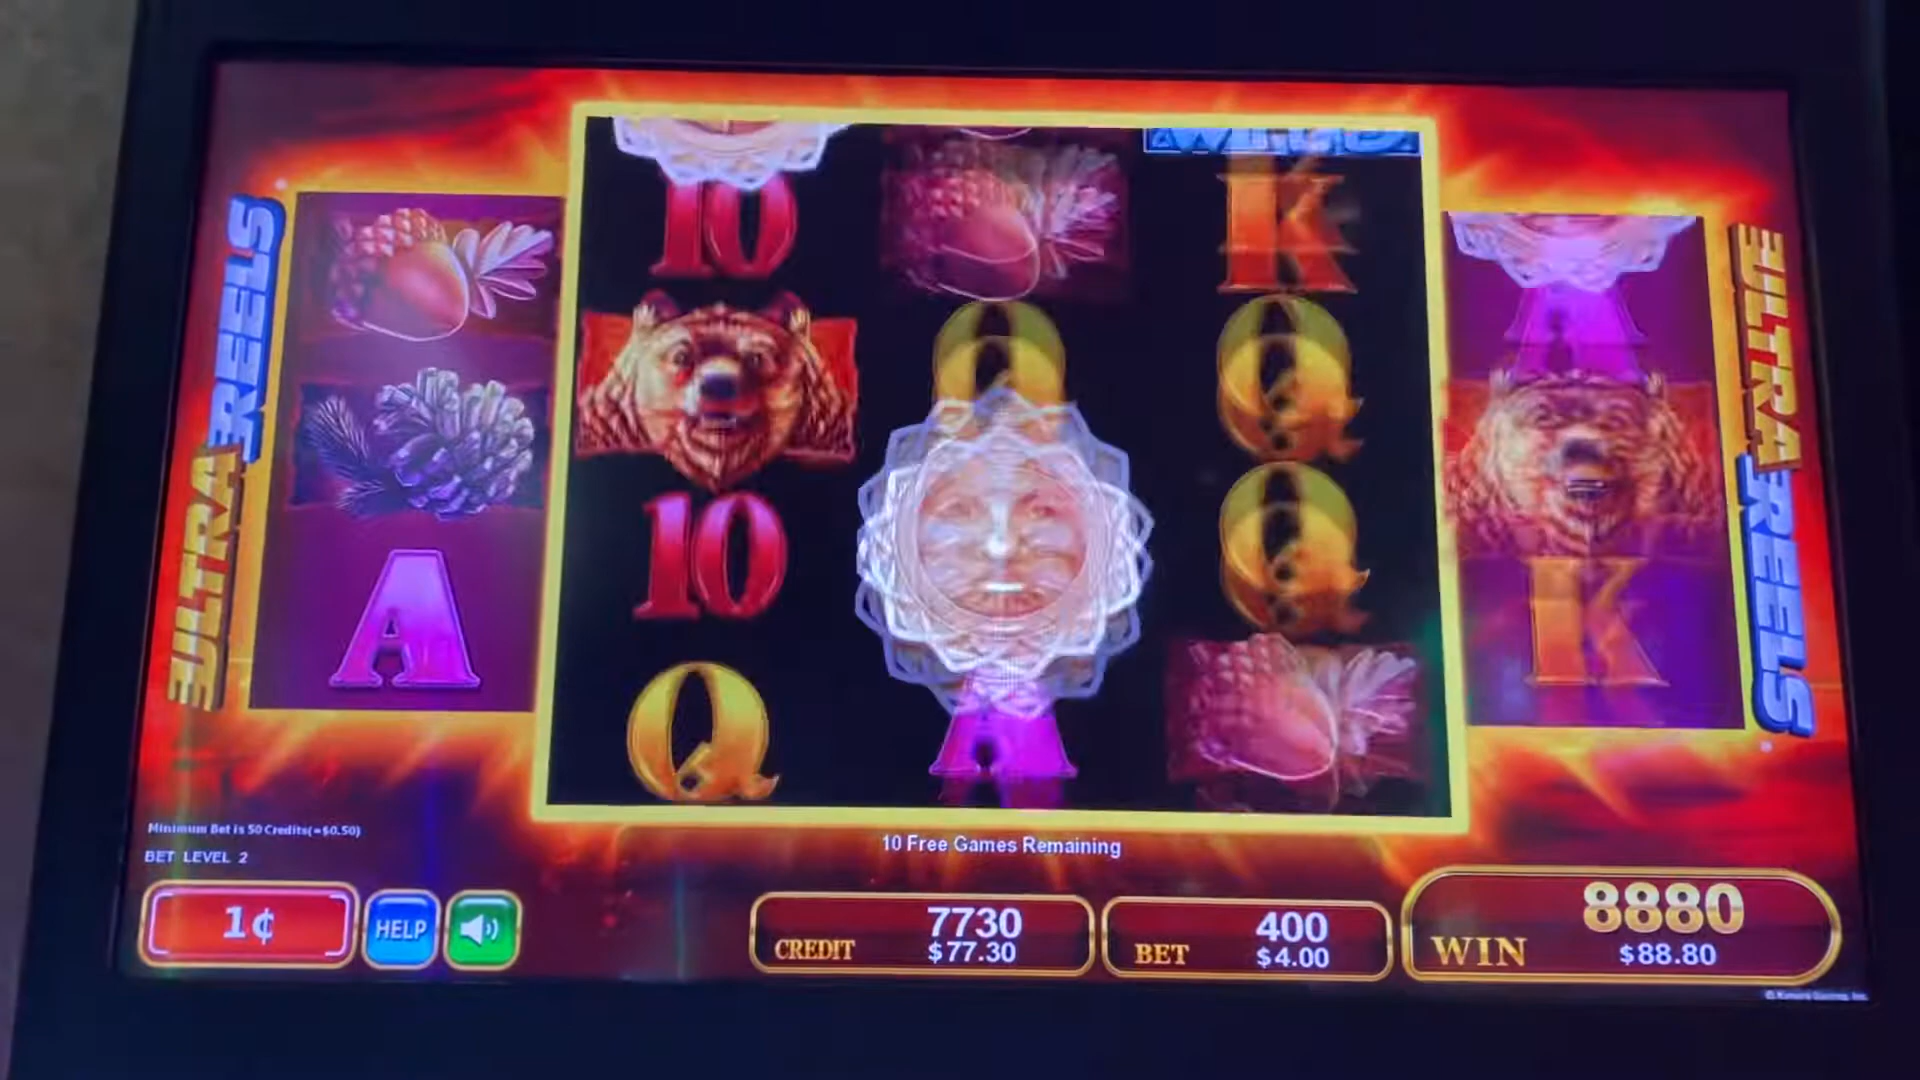 ULTRA REELS
ULTRA REELS
WILD
10
K
Q
Q
10
Q
A
Q
A
A
K
10 Free Games Remaining
Minimum Bet is 50 Credits(=$0.50)
BET LEVEL 2
1¢
HELP
CREDIT
7730
$77.30
BET
400
$4.00
WIN
8880
$88.80